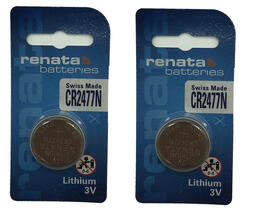 renata
batteries
Swiss Made
CR2477N
Lithium
3V
renata
batteries
Swiss Made
CR2477N
Lithium
3V